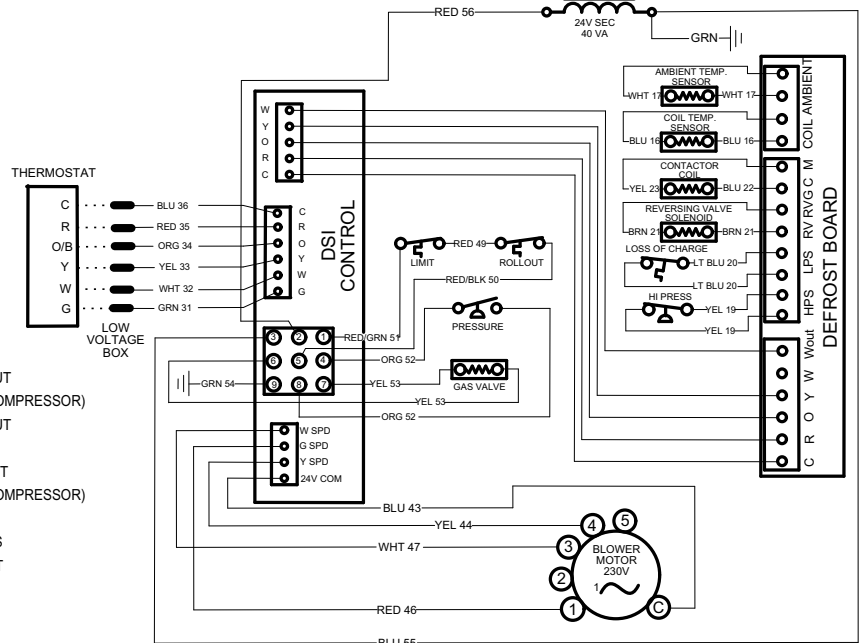 RED 56
24V SEC
40 VA
GRN
AMBIENT TEMP.
SENSOR
WHT 17
WHT 17
COIL TEMP.
SENSOR
BLU 16
BLU 16
CONTACTOR
COIL
YEL 23
BLU 22
REVERSING VALVE
SOLENOID
BRN 21
BRN 21
LOSS OF CHARGE
LT BLU 20
LT BLU 20
HI PRESS
YEL 19
YEL 19
AMBIENT
COIL
M
C
RVG
RV
LPS
HPS
Wout
W
Y
O
R
C
DEFROST BOARD
W
Y
O
R
C
DSI
CONTROL
C
R
O
Y
W
G
THERMOSTAT
C
R
O/B
Y
W
G
BLU 36
RED 35
ORG 34
YEL 33
WHT 32
GRN 31
LOW
VOLTAGE
BOX
RED 49
LIMIT
ROLLOUT
RED/BLK 50
PRESSURE
RED/GRN 51
ORG 52
3 2 1
6 5 4
9 8 7
GRN 54
YEL 53
GAS VALVE
YEL 53
ORG 52
W SPD
G SPD
Y SPD
24V COM
BLU 43
YEL 44
WHT 47
RED 46
BLU 55
4
5
3
2
1
C
BLOWER
MOTOR
230V
1
UT
OMPRESSOR)
UT
T
OMPRESSOR)
S
T